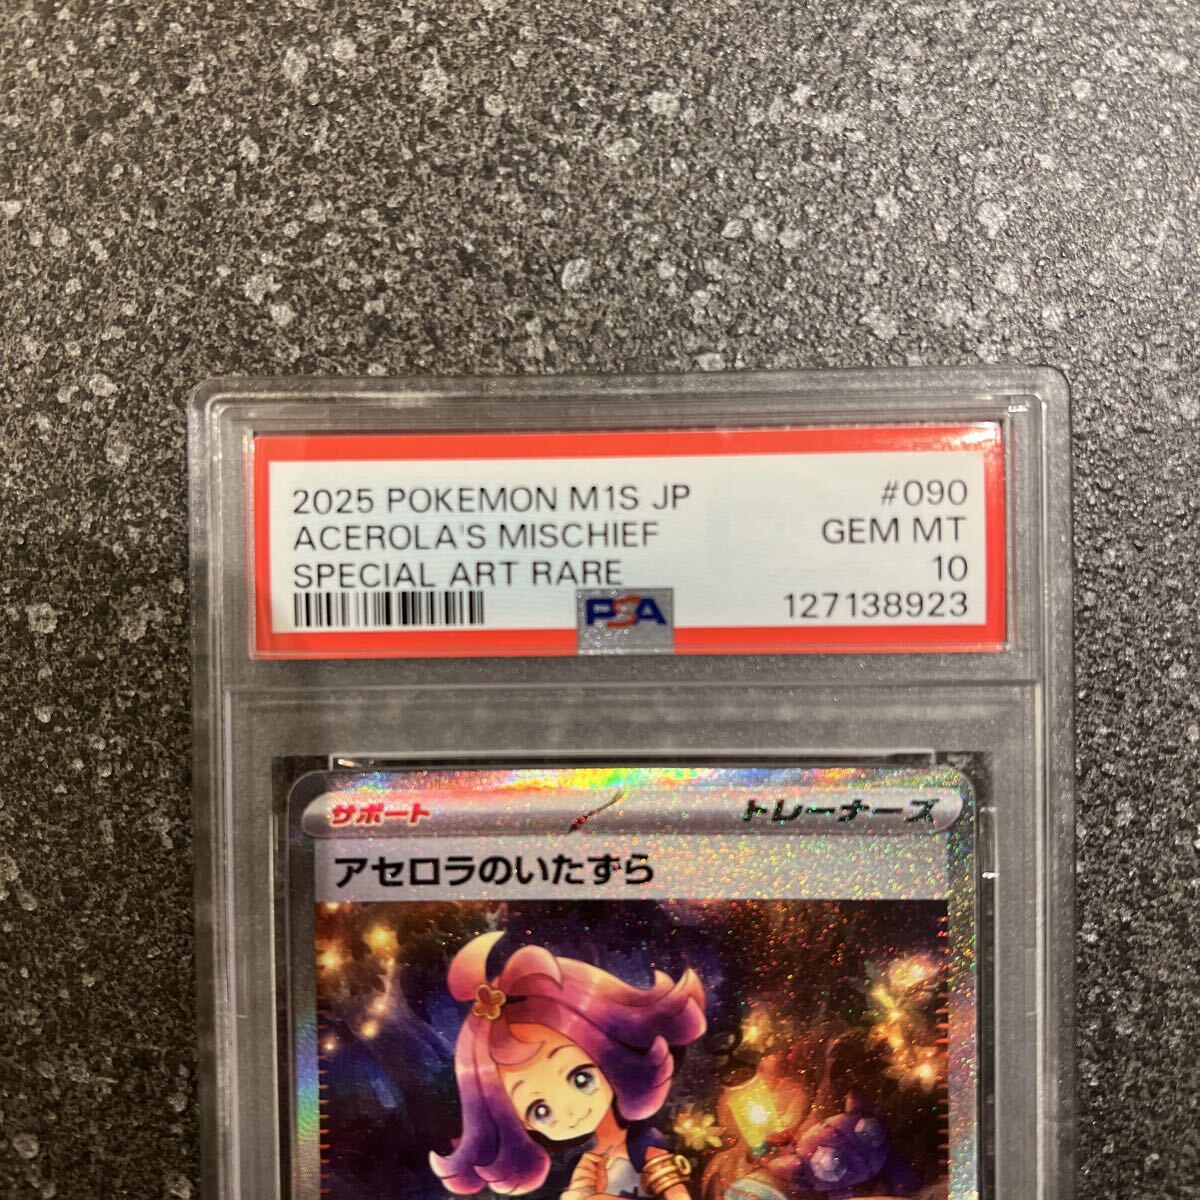 2025 POKEMON M1S JP #090
ACEROLA'S MISCHIEF GEM MT
SPECIAL ART RARE 10
PSA 127138923
サポート トレーナーズ
アセロラのいたずら